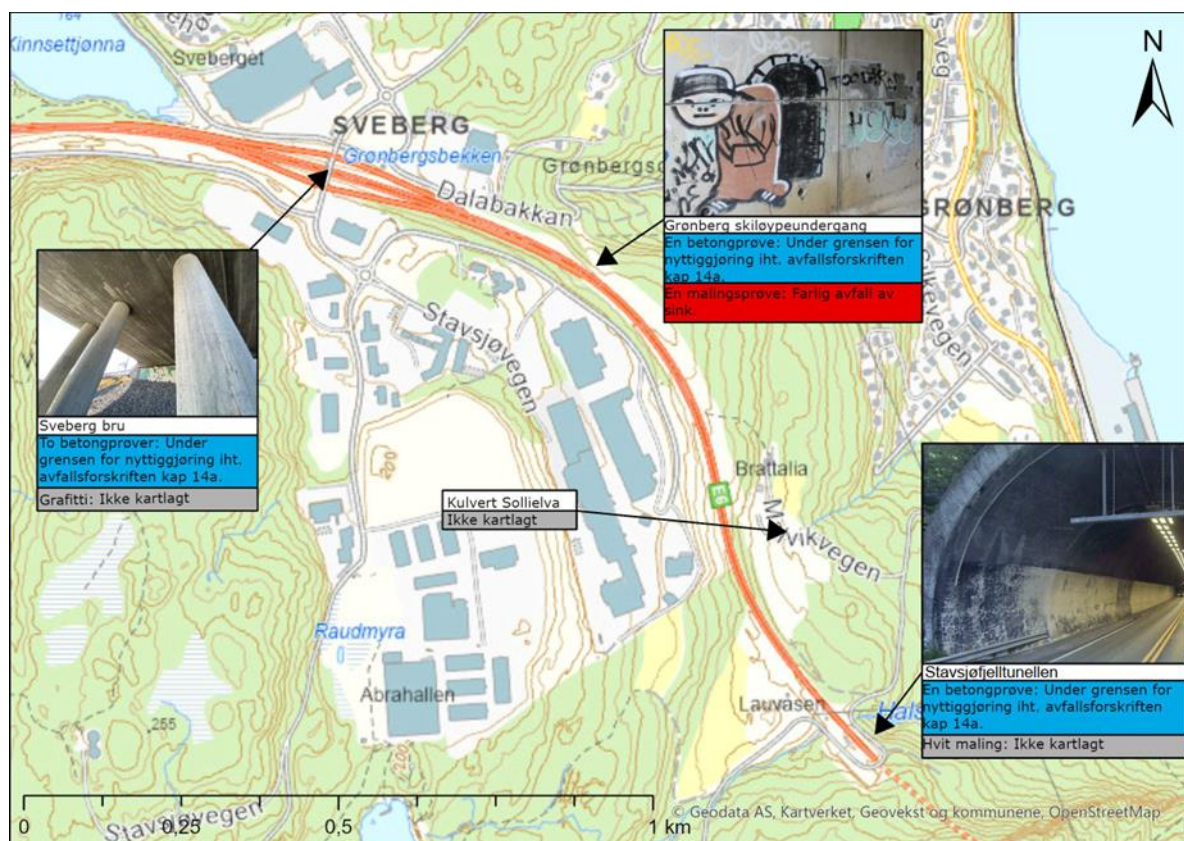 164
Kinnsettjønna
Sveberget
SVEBERG
Grønbergsbekken
Dalabakkan
N
Grønberg skiløypeundergang
En betongprøve: Under grensen for
nyttiggjøring iht. avfallsforskriften
kap 14a.
En malingsprøve: Farlig avfall av
sink.
GRØNBERG
Sveberg bru
To betongprøver: Under
grensen for nyttiggjøring iht.
avfallsforskriften kap 14a.
Grafitti: Ikke kartlagt
Stavsjøvegen
200
Brattalia
E6
Kulvert Sollielva
Ikke kartlagt
Raudmyra
Abrahallen
255
200
Lauvåsen
Stavsjøfjelltunellen
En betongprøve: Under grensen for
nyttiggjøring iht. avfallsforskriften
kap 14a.
Hvit maling: Ikke kartlagt
Stavsjøvegen
0 0,25 0,5 1 km
© Geodata AS, Kartverket, Geovekst og kommunene, OpenStreetMap